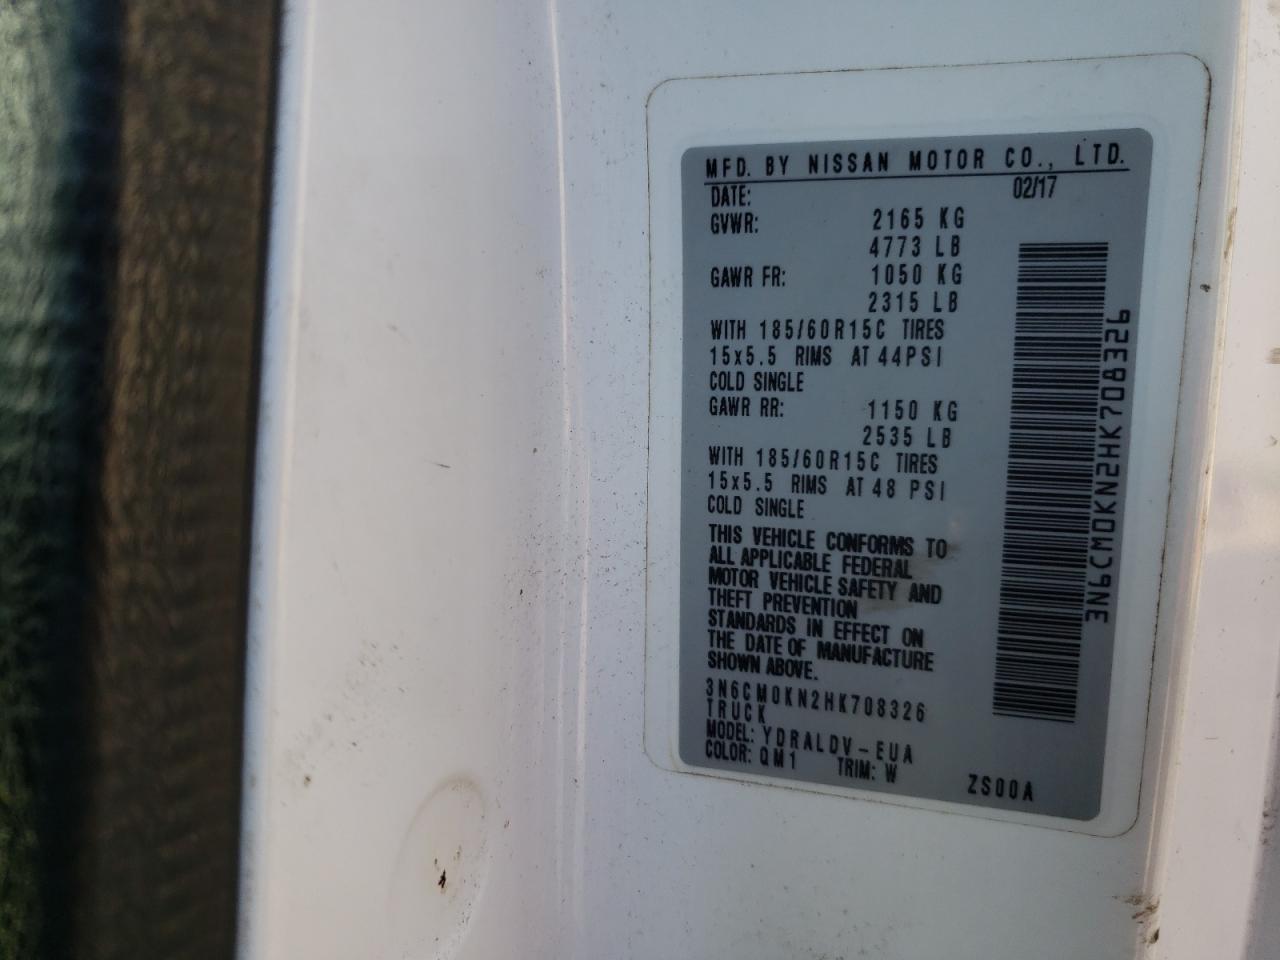 MFD. BY NISSAN MOTOR CO., LTD.
DATE: 02/17
GVWR: 2165 KG
4773 LB
GAWR FR: 1050 KG
2315 LB
WITH 185/60R15C TIRES
15x5.5 RIMS AT 44PSI
COLD SINGLE
GAWR RR: 1150 KG
2535 LB
WITH 185/60R15C TIRES
15x5.5 RIMS AT 48 PSI
COLD SINGLE
THIS VEHICLE CONFORMS TO
ALL APPLICABLE FEDERAL
MOTOR VEHICLE SAFETY AND
THEFT PREVENTION
STANDARDS IN EFFECT ON
THE DATE OF MANUFACTURE
SHOWN ABOVE.
3N6CM0KN2HK708326
TRUCK
MODEL: YDRALDV-EUA
COLOR: QM1 TRIM: W ZS00A
3N6CM0KN2HK708326